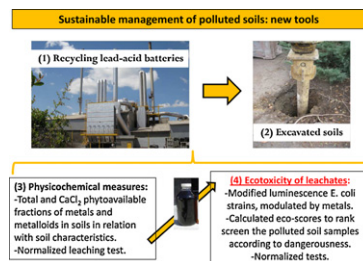 Sustainable management of polluted soils: new tools
(1) Recycling lead-acid batteries
(2) Excavated soils
(3) Physicochemical measures:
-Total and CaCl2 phytoavailable
fractions of metals and
metalloids in soils in relation
with soil characteristics.
-Normalized leaching test.
(4) Ecotoxicity of leachates:
-Modified luminescence E. coli
strains, modulated by metals.
-Calculated eco-scores to rank
screen the polluted soil samples
according to dangerousness.
-Normalized tests.